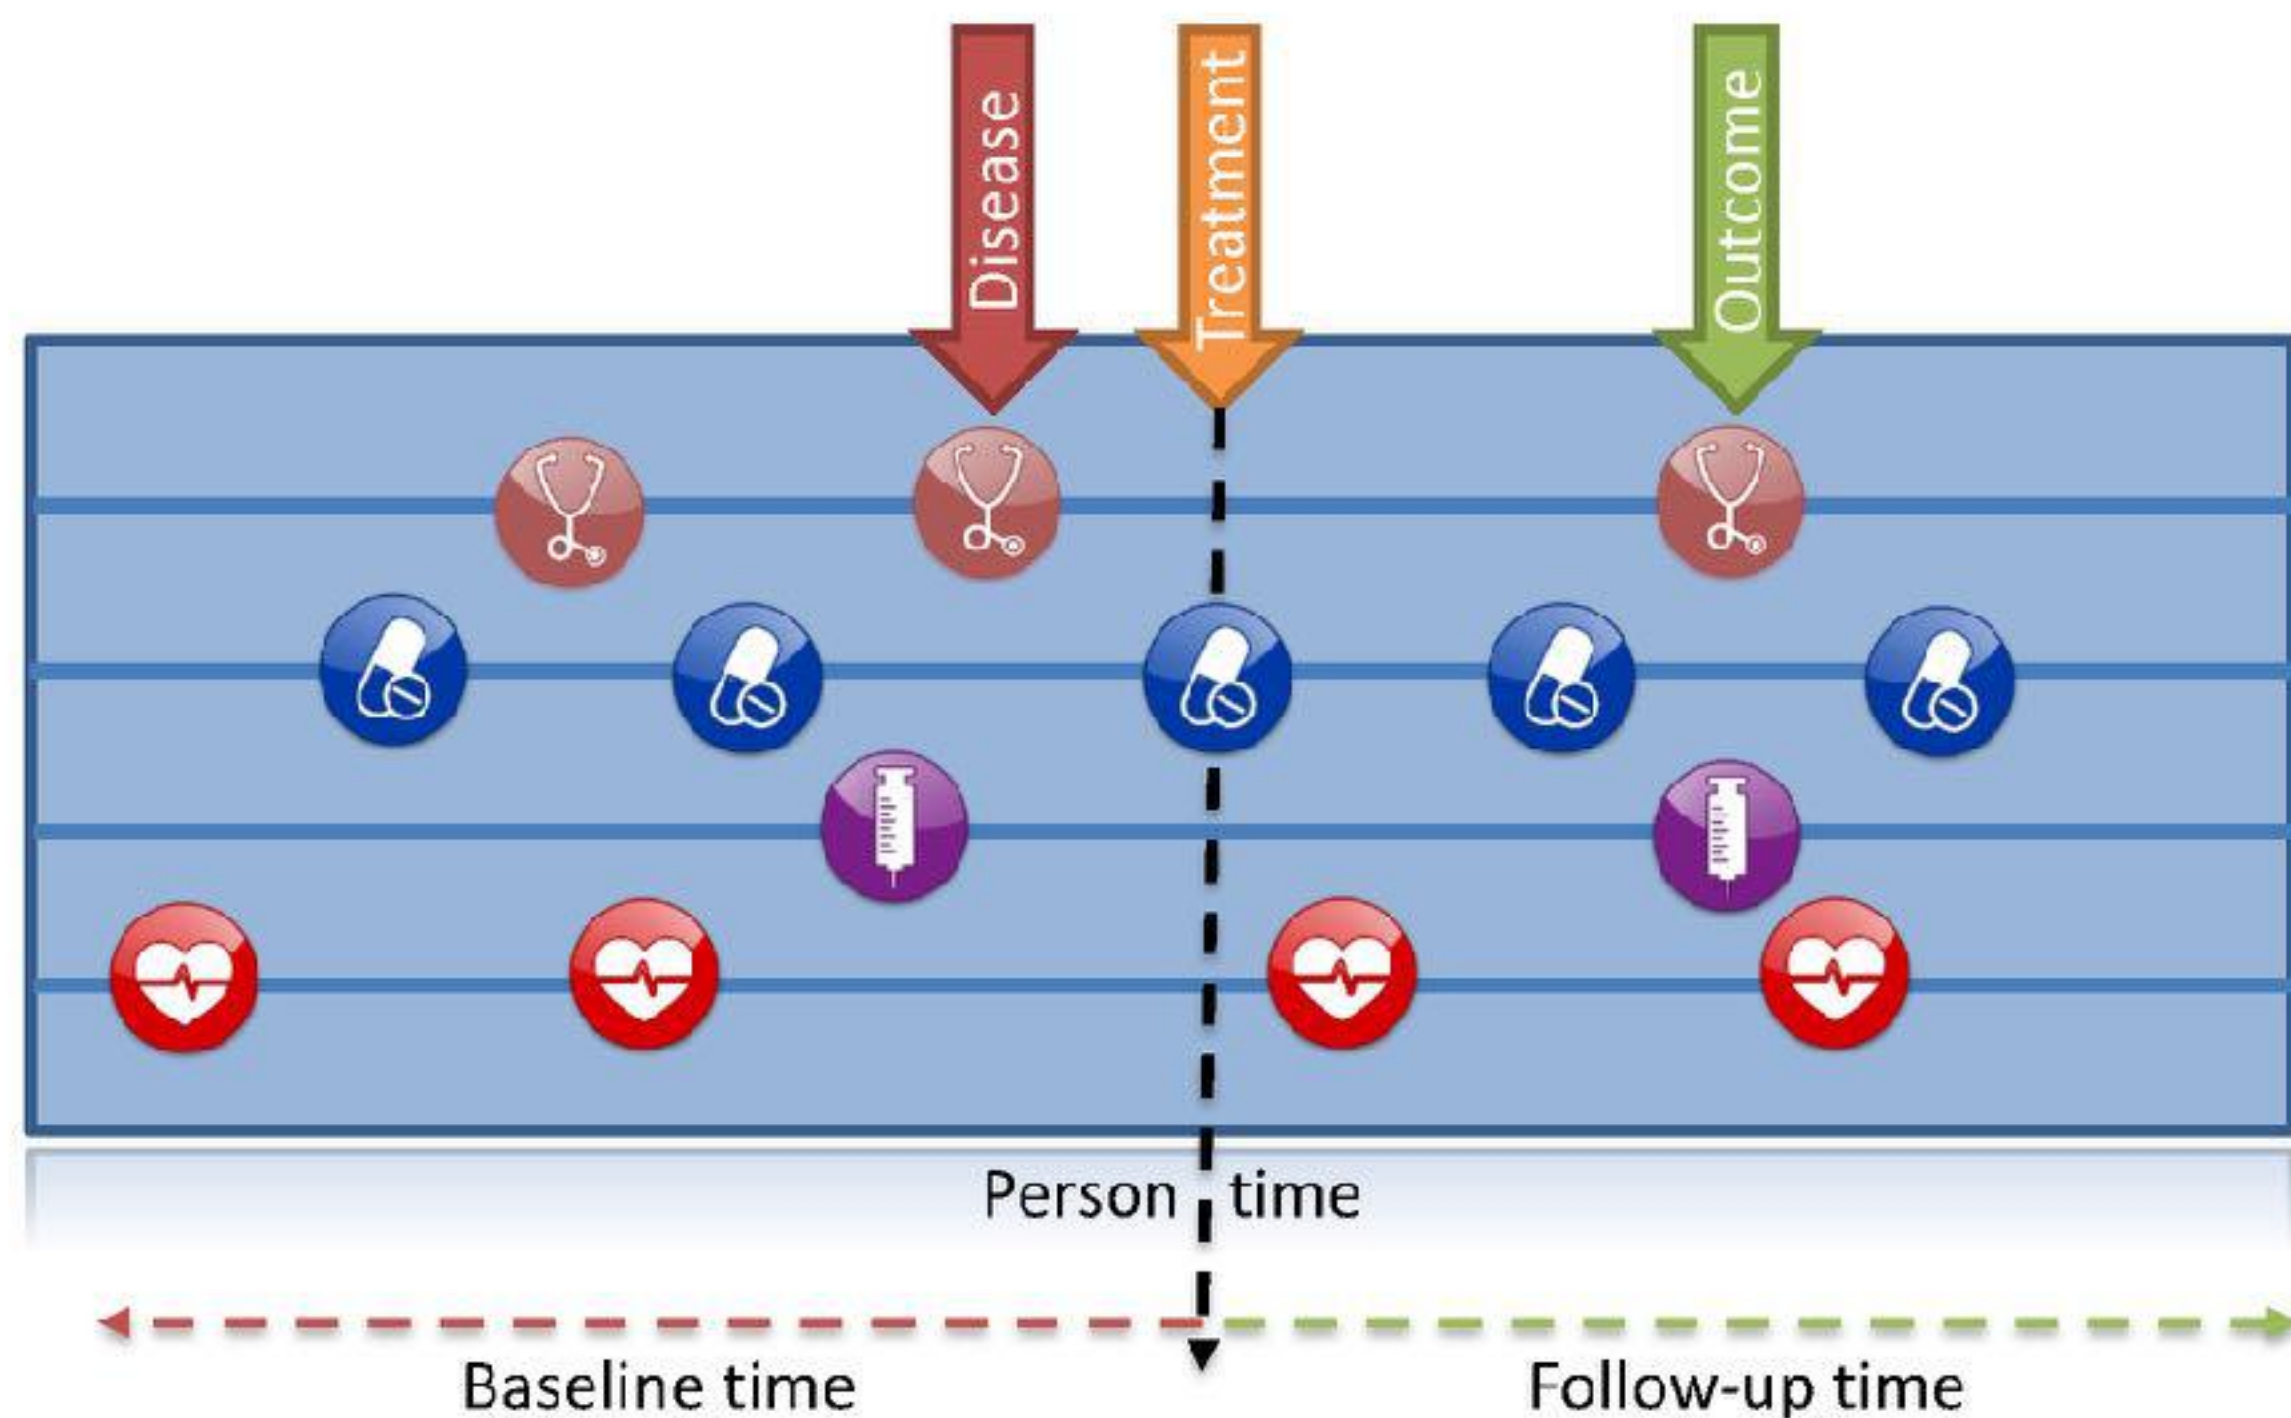 Disease
Treatment
Outcome
Person time
Baseline time
Follow-up time